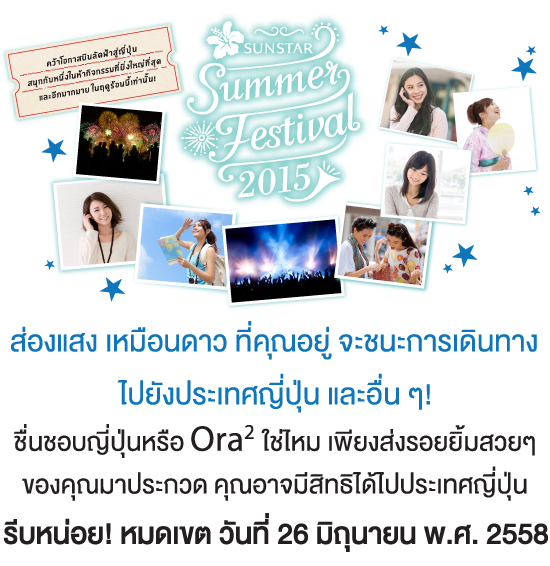 คว้าโอกาสบินลัดฟ้าสู่ญี่ปุ่น
สนุกกับหนึ่งในห้ากิจกรรมที่ยิ่งใหญ่ที่สุด
และอีกมากมาย ในฤดูร้อนนี้เท่านั้น!
SUNSTAR
Summer
Festival
2015
ส่องแสง เหมือนดาว ที่คุณอยู่ จะชนะการเดินทาง
ไปยังประเทศญี่ปุ่น และอื่น ๆ!
ชื่นชอบญี่ปุ่นหรือ Ora² ใช่ไหม เพียงส่งรอยยิ้มสวยๆ
ของคุณมาประกวด คุณอาจมีสิทธิได้ไปประเทศญี่ปุ่น
รีบหน่อย! หมดเขต วันที่ 26 มิถุนายน พ.ศ. 2558